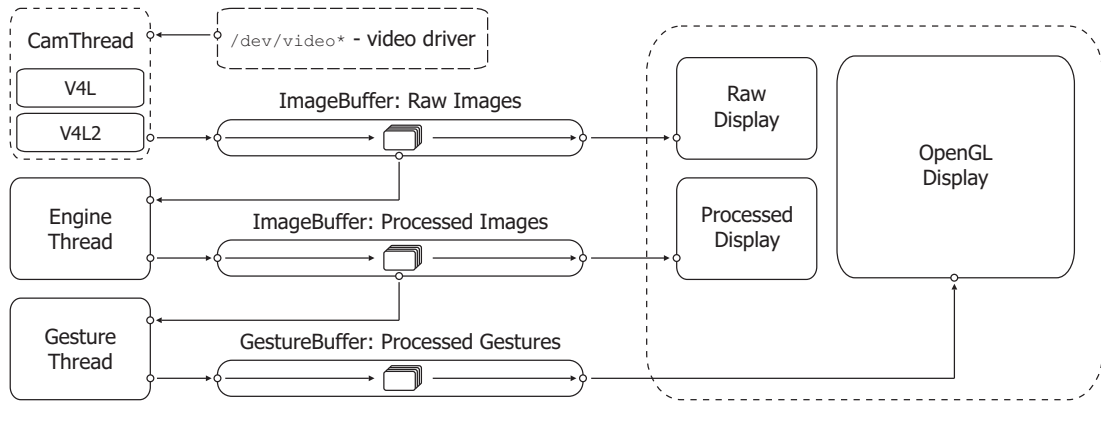 CamThread
V4L
V4L2
/dev/video* - video driver
ImageBuffer: Raw Images
Engine
Thread
ImageBuffer: Processed Images
Gesture
Thread
GestureBuffer: Processed Gestures
Raw
Display
Processed
Display
OpenGL
Display